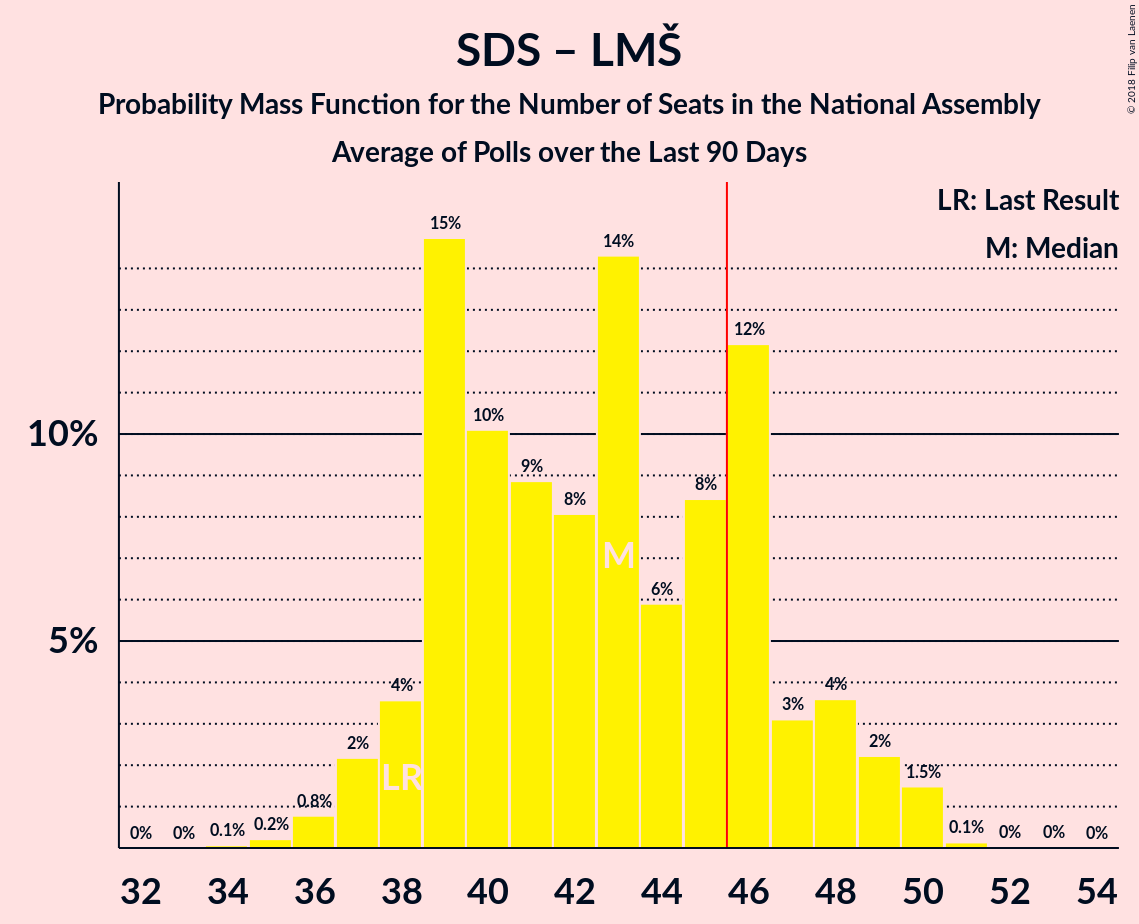 SDS – LMŠ
Probability Mass Function for the Number of Seats in the National Assembly
Average of Polls over the Last 90 Days
© 2018 Filip van Laenen
LR: Last Result
M: Median
15%
14%
12%
10%
10%
9%
8%
8%
M
6%
5%
4%
4%
3%
2%
2%
LR
1.5%
0.8%
0.2%
0.1%
0.1%
0%
0%
0%
0%
0%
32 34 36 38 40 42 44 46 48 50 52 54